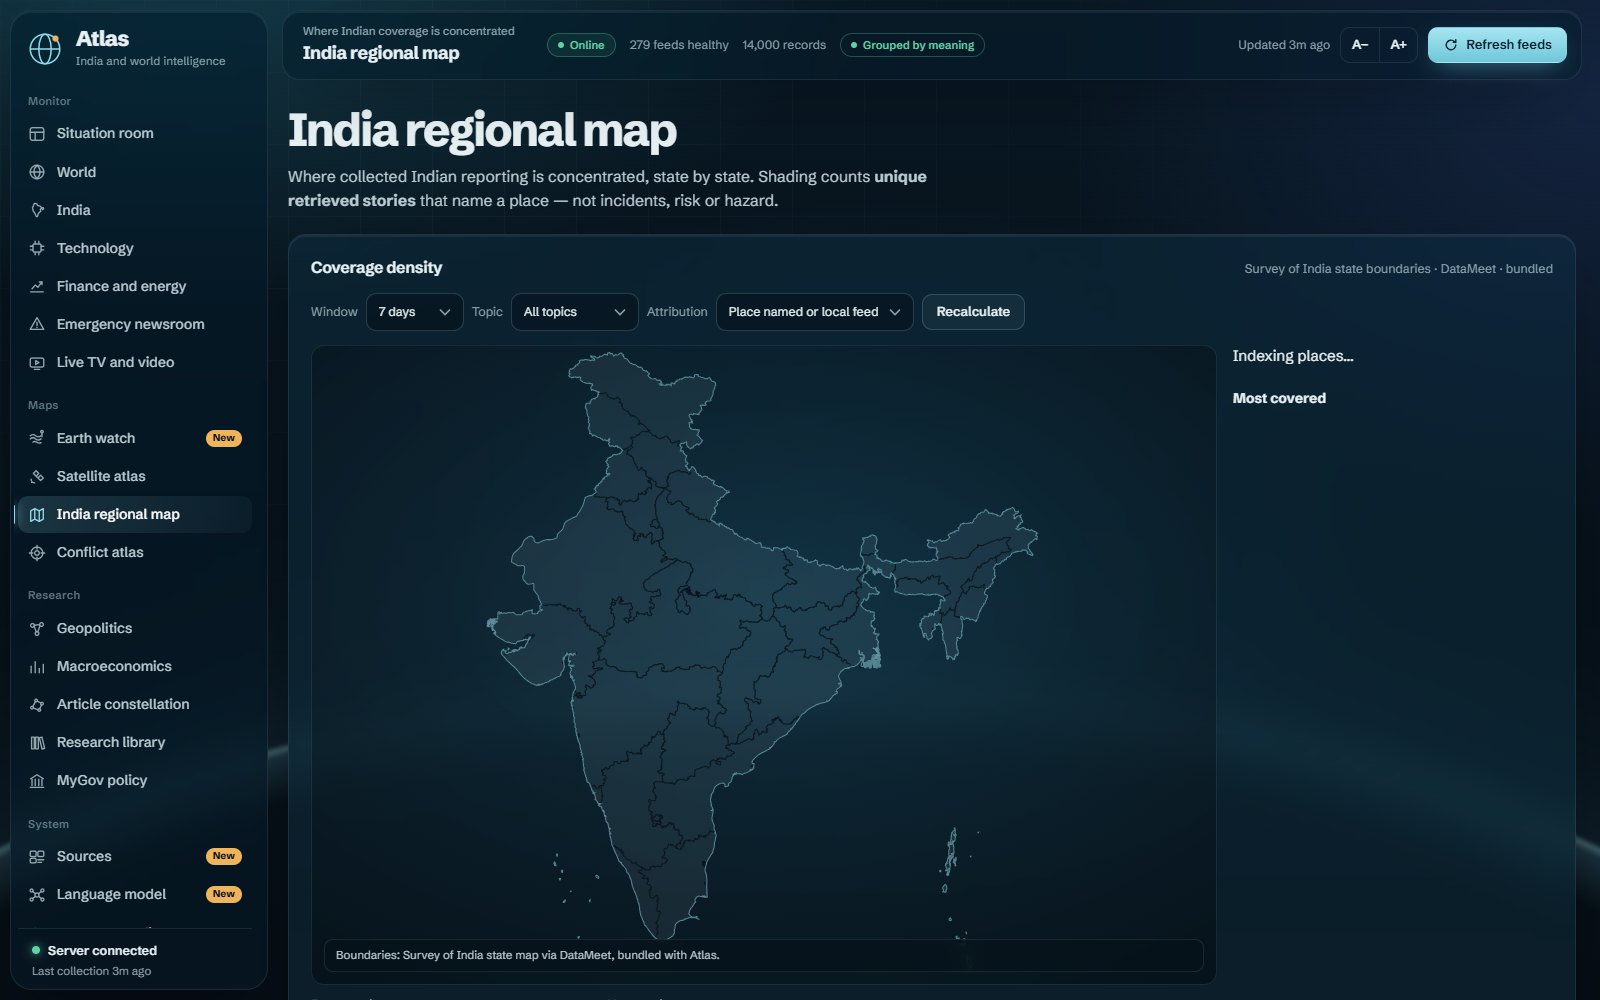 Atlas
India and world intelligence
Monitor
Situation room
World
India
Technology
Finance and energy
Emergency newsroom
Live TV and video
Maps
Earth watch New
Satellite atlas
India regional map
Conflict atlas
Research
Geopolitics
Macroeconomics
Article constellation
Research library
MyGov policy
System
Sources New
Language model New
Server connected
Last collection 3m ago
Where Indian coverage is concentrated
India regional map
Online 279 feeds healthy 14,000 records Grouped by meaning
Updated 3m ago A− A+ Refresh feeds
India regional map
Where collected Indian reporting is concentrated, state by state. Shading counts unique
retrieved stories that name a place — not incidents, risk or hazard.
Coverage density
Survey of India state boundaries · DataMeet · bundled
Window 7 days Topic All topics Attribution Place named or local feed Recalculate
Indexing places...
Most covered
Boundaries: Survey of India state map via DataMeet, bundled with Atlas.